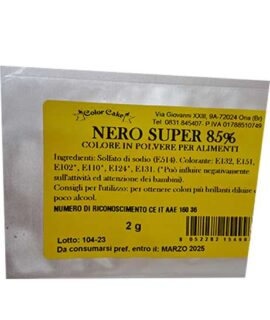 Color Cake
Via Giovanni XXIII, 9A-72024 Oria (Br)
Tel. 0831.845407- P.IVA 01788510749
NERO SUPER 85%
COLORE IN POLVERE PER ALIMENTI
Ingredienti: Solfato di sodio (E514). Colorante: E132, E151,
E102*, E110*, E124*, E131. (*Può influire negativamente
sull'attività ed attenzione dei bambini).
Consigli per l'utilizzo: per ottenere colori più brillanti diluire
poco alcool.
NUMERO DI RICONOSCIMENTO CE IT AAE 160 36
2 g
Lotto: 104-23
Da consumarsi pref. entro il: MARZO 2025